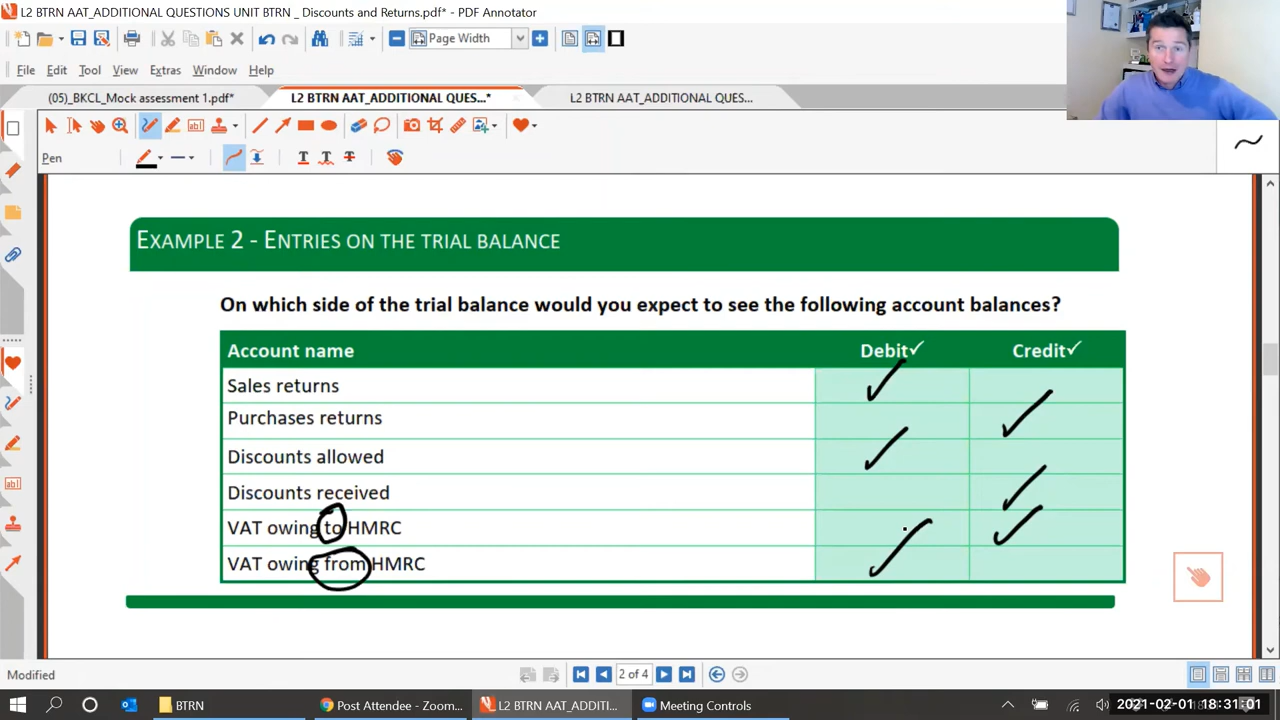 L2 BTRN AAT_ADDITIONAL QUESTIONS UNIT BTRN _ Discounts and Returns.pdf* - PDF Annotator
Page Width
File Edit Tool View Extras Window Help
(05)_BKCL_Mock assessment 1.pdf* L2 BTRN AAT_ADDITIONAL QUES...* L2 BTRN AAT_ADDITIONAL QUES...
Pen
EXAMPLE 2 - ENTRIES ON THE TRIAL BALANCE
On which side of the trial balance would you expect to see the following account balances?
Account name Debit✓ Credit✓
Sales returns ✓
Purchases returns ✓
Discounts allowed ✓
Discounts received ✓
VAT owing to HMRC ✓
VAT owing from HMRC ✓
Modified 2 of 4
BTRN Post Attendee - Zoom... L2 BTRN AAT_ADDITI... Meeting Controls 2021-02-01 18:31:01